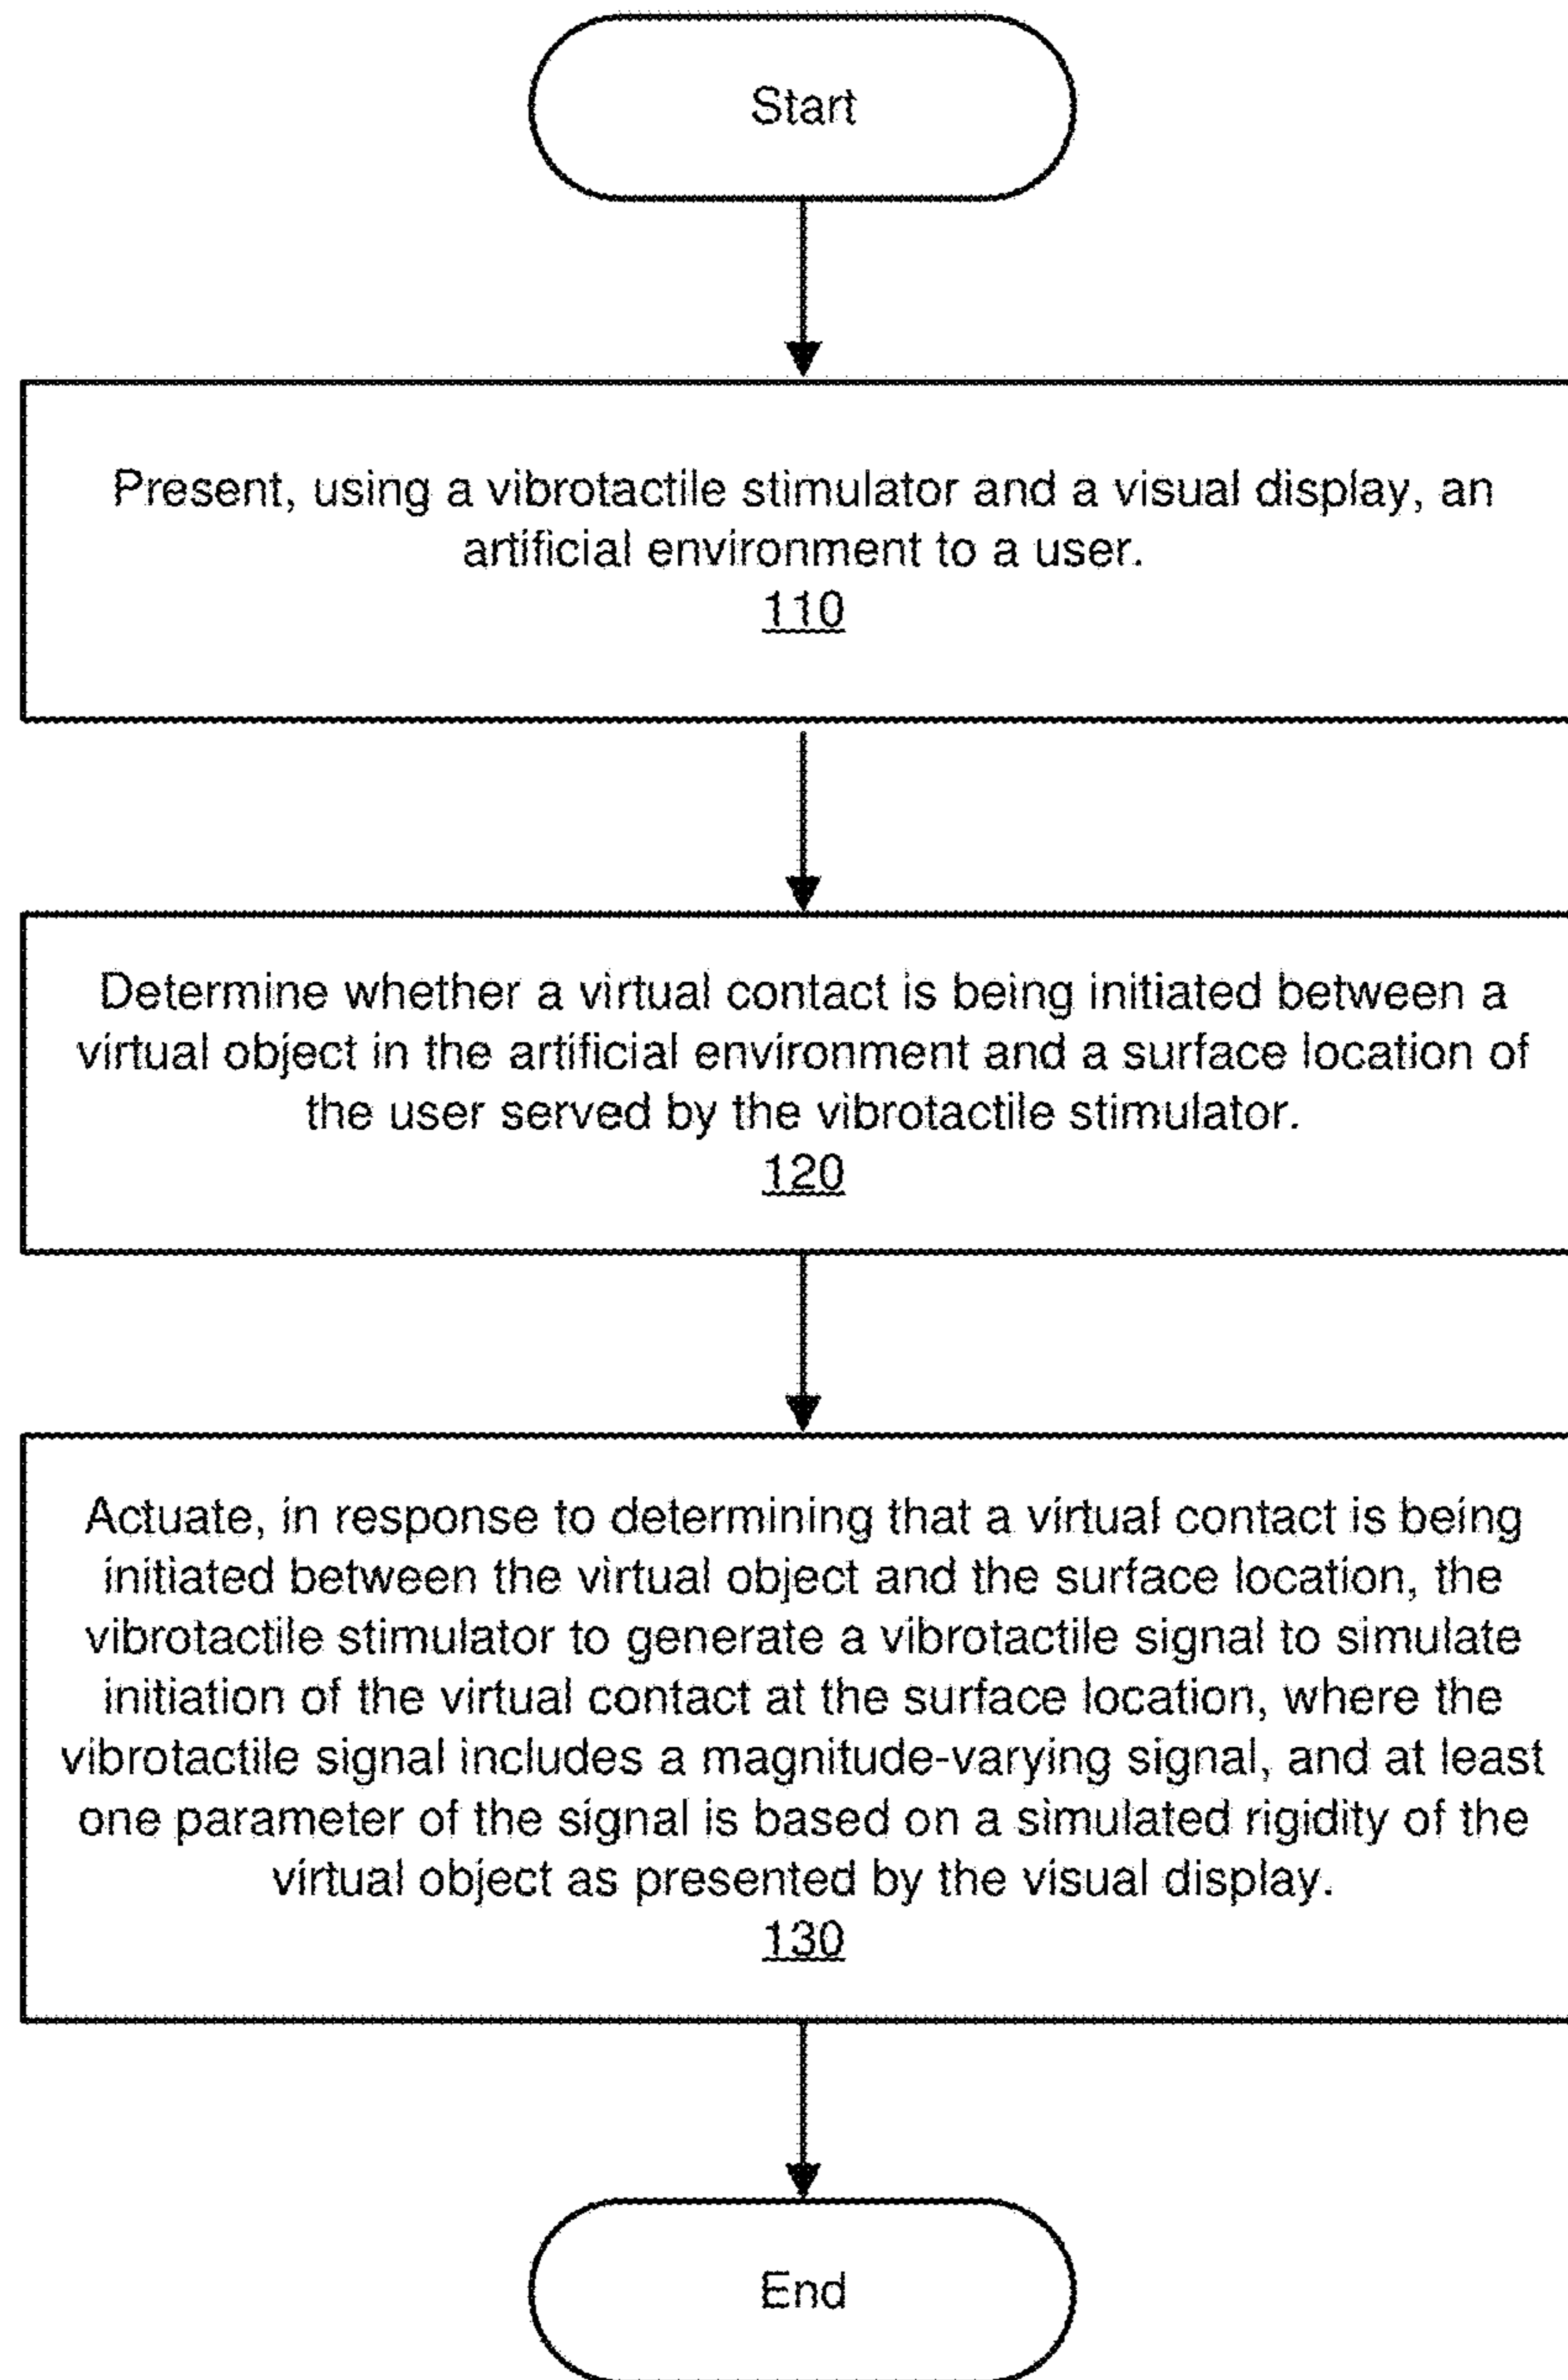 Start
Present, using a vibrotactile stimulator and a visual display, an
artificial environment to a user.
110
Determine whether a virtual contact is being initiated between a
virtual object in the artificial environment and a surface location of
the user served by the vibrotactile stimulator.
120
Actuate, in response to determining that a virtual contact is being
initiated between the virtual object and the surface location, the
vibrotactile stimulator to generate a vibrotactile signal to simulate
initiation of the virtual contact at the surface location, where the
vibrotactile signal includes a magnitude-varying signal, and at least
one parameter of the signal is based on a simulated rigidity of the
virtual object as presented by the visual display.
130
End